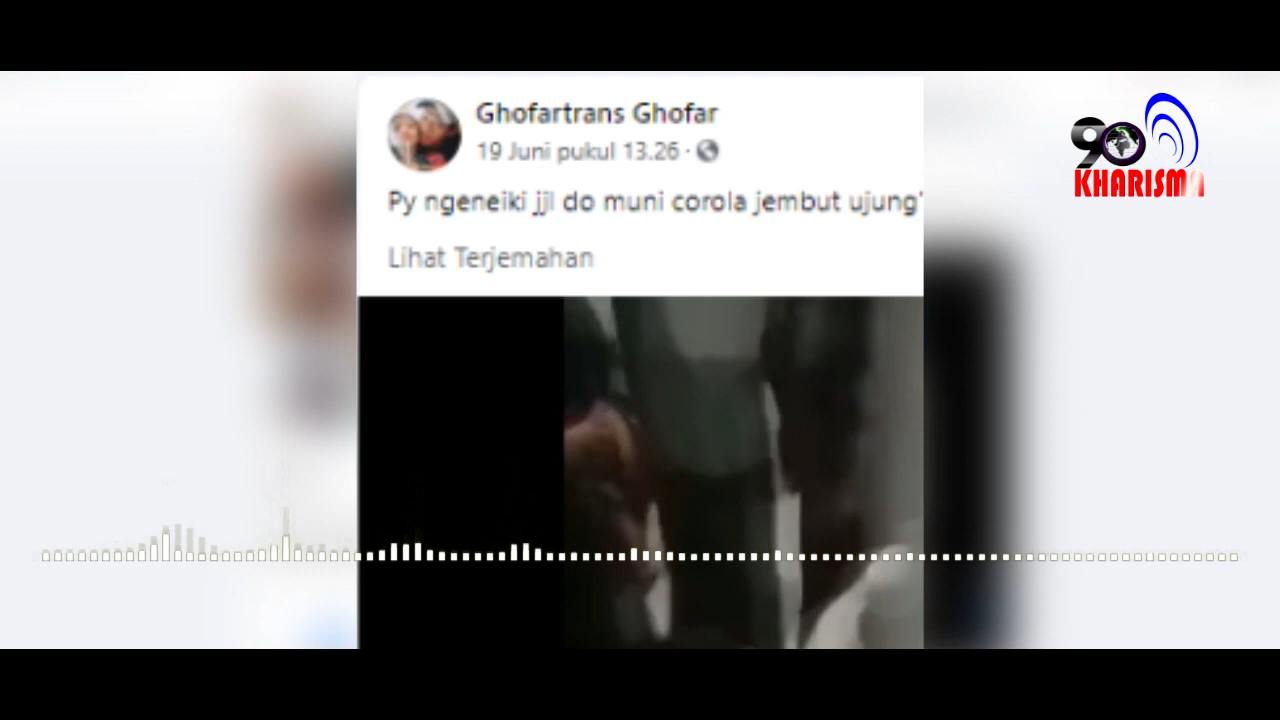 Ghofartrans Ghofar
19 Juni pukul 13.26 ·
Py ngeneiki jjl do muni corola jembut ujung'
Lihat Terjemahan
90
KHARISMA